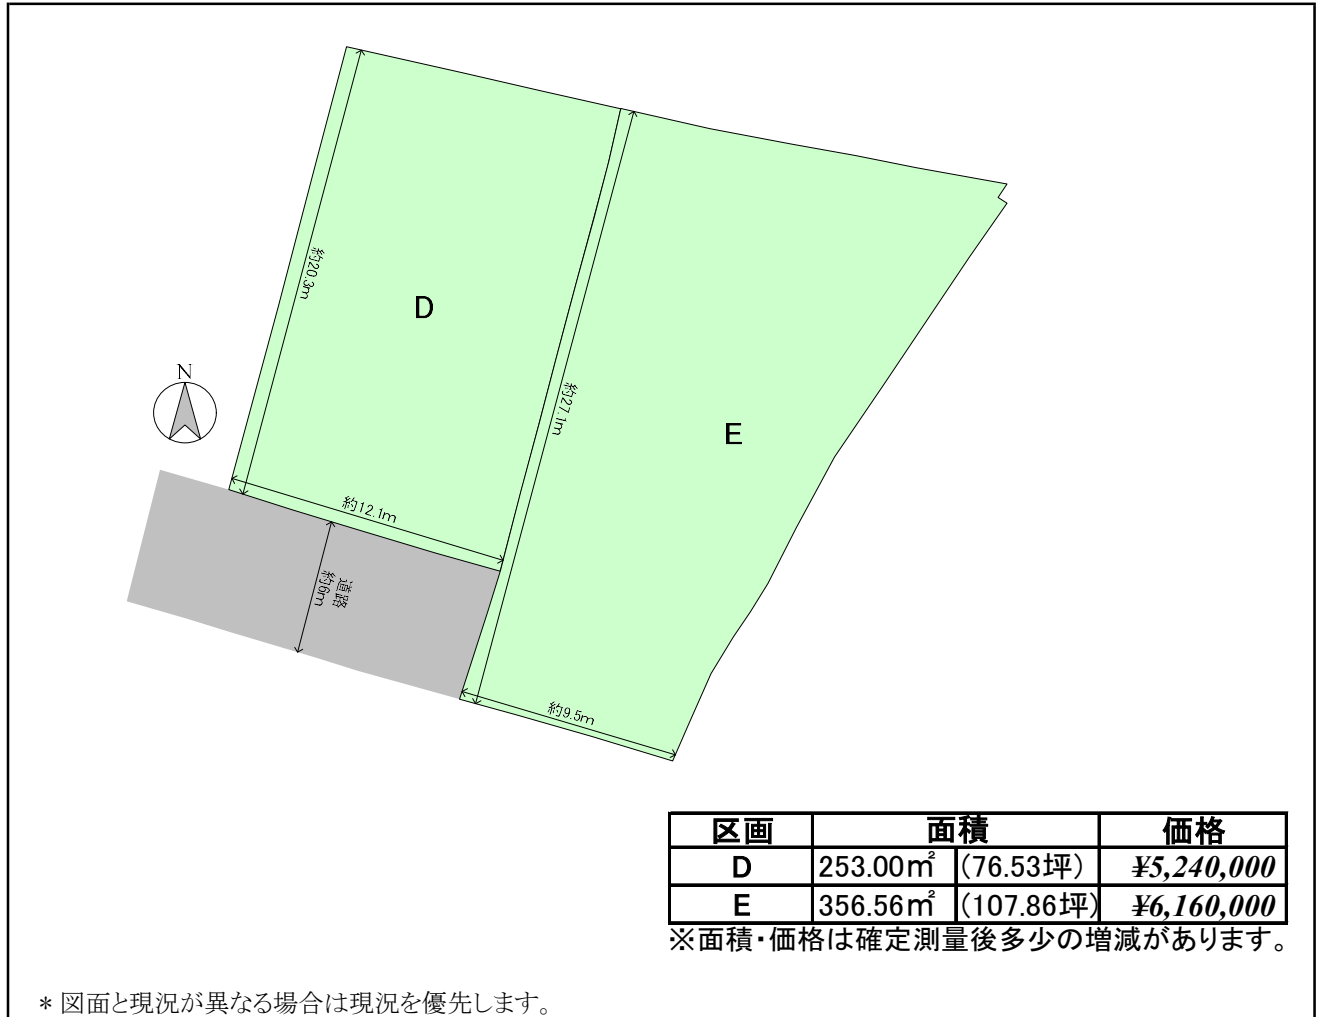 約20.3m
D
約27.1m
E
N
約12.1m
道路
約6m
約9.5m
区画 面積 価格
D 253.00㎡ (76.53坪) ¥5,240,000
E 356.56㎡ (107.86坪) ¥6,160,000
※面積・価格は確定測量後多少の増減があります。
* 図面と現況が異なる場合は現況を優先します。